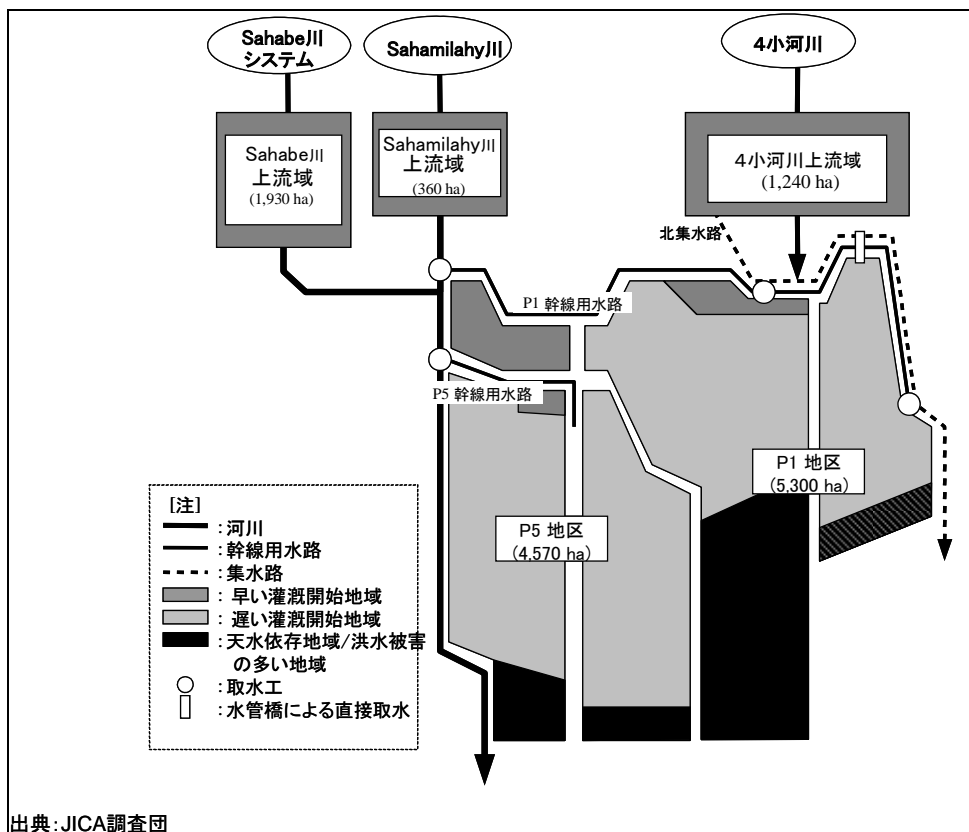 Sahabe川
システム
Sahamilahy川
4小河川
Sahabe川
上流域
(1,930 ha)
Sahamilahy川
上流域
(360 ha)
4小河川上流域
(1,240 ha)
北集水路
P1 幹線用水路
P5 幹線用水路
P1 地区
(5,300 ha)
P5 地区
(4,570 ha)
[注]
：河川
：幹線用水路
：集水路
：早い灌漑開始地域
：遅い灌漑開始地域
：天水依存地域/洪水被害
の多い地域
：取水工
：水管橋による直接取水
出典：JICA調査団